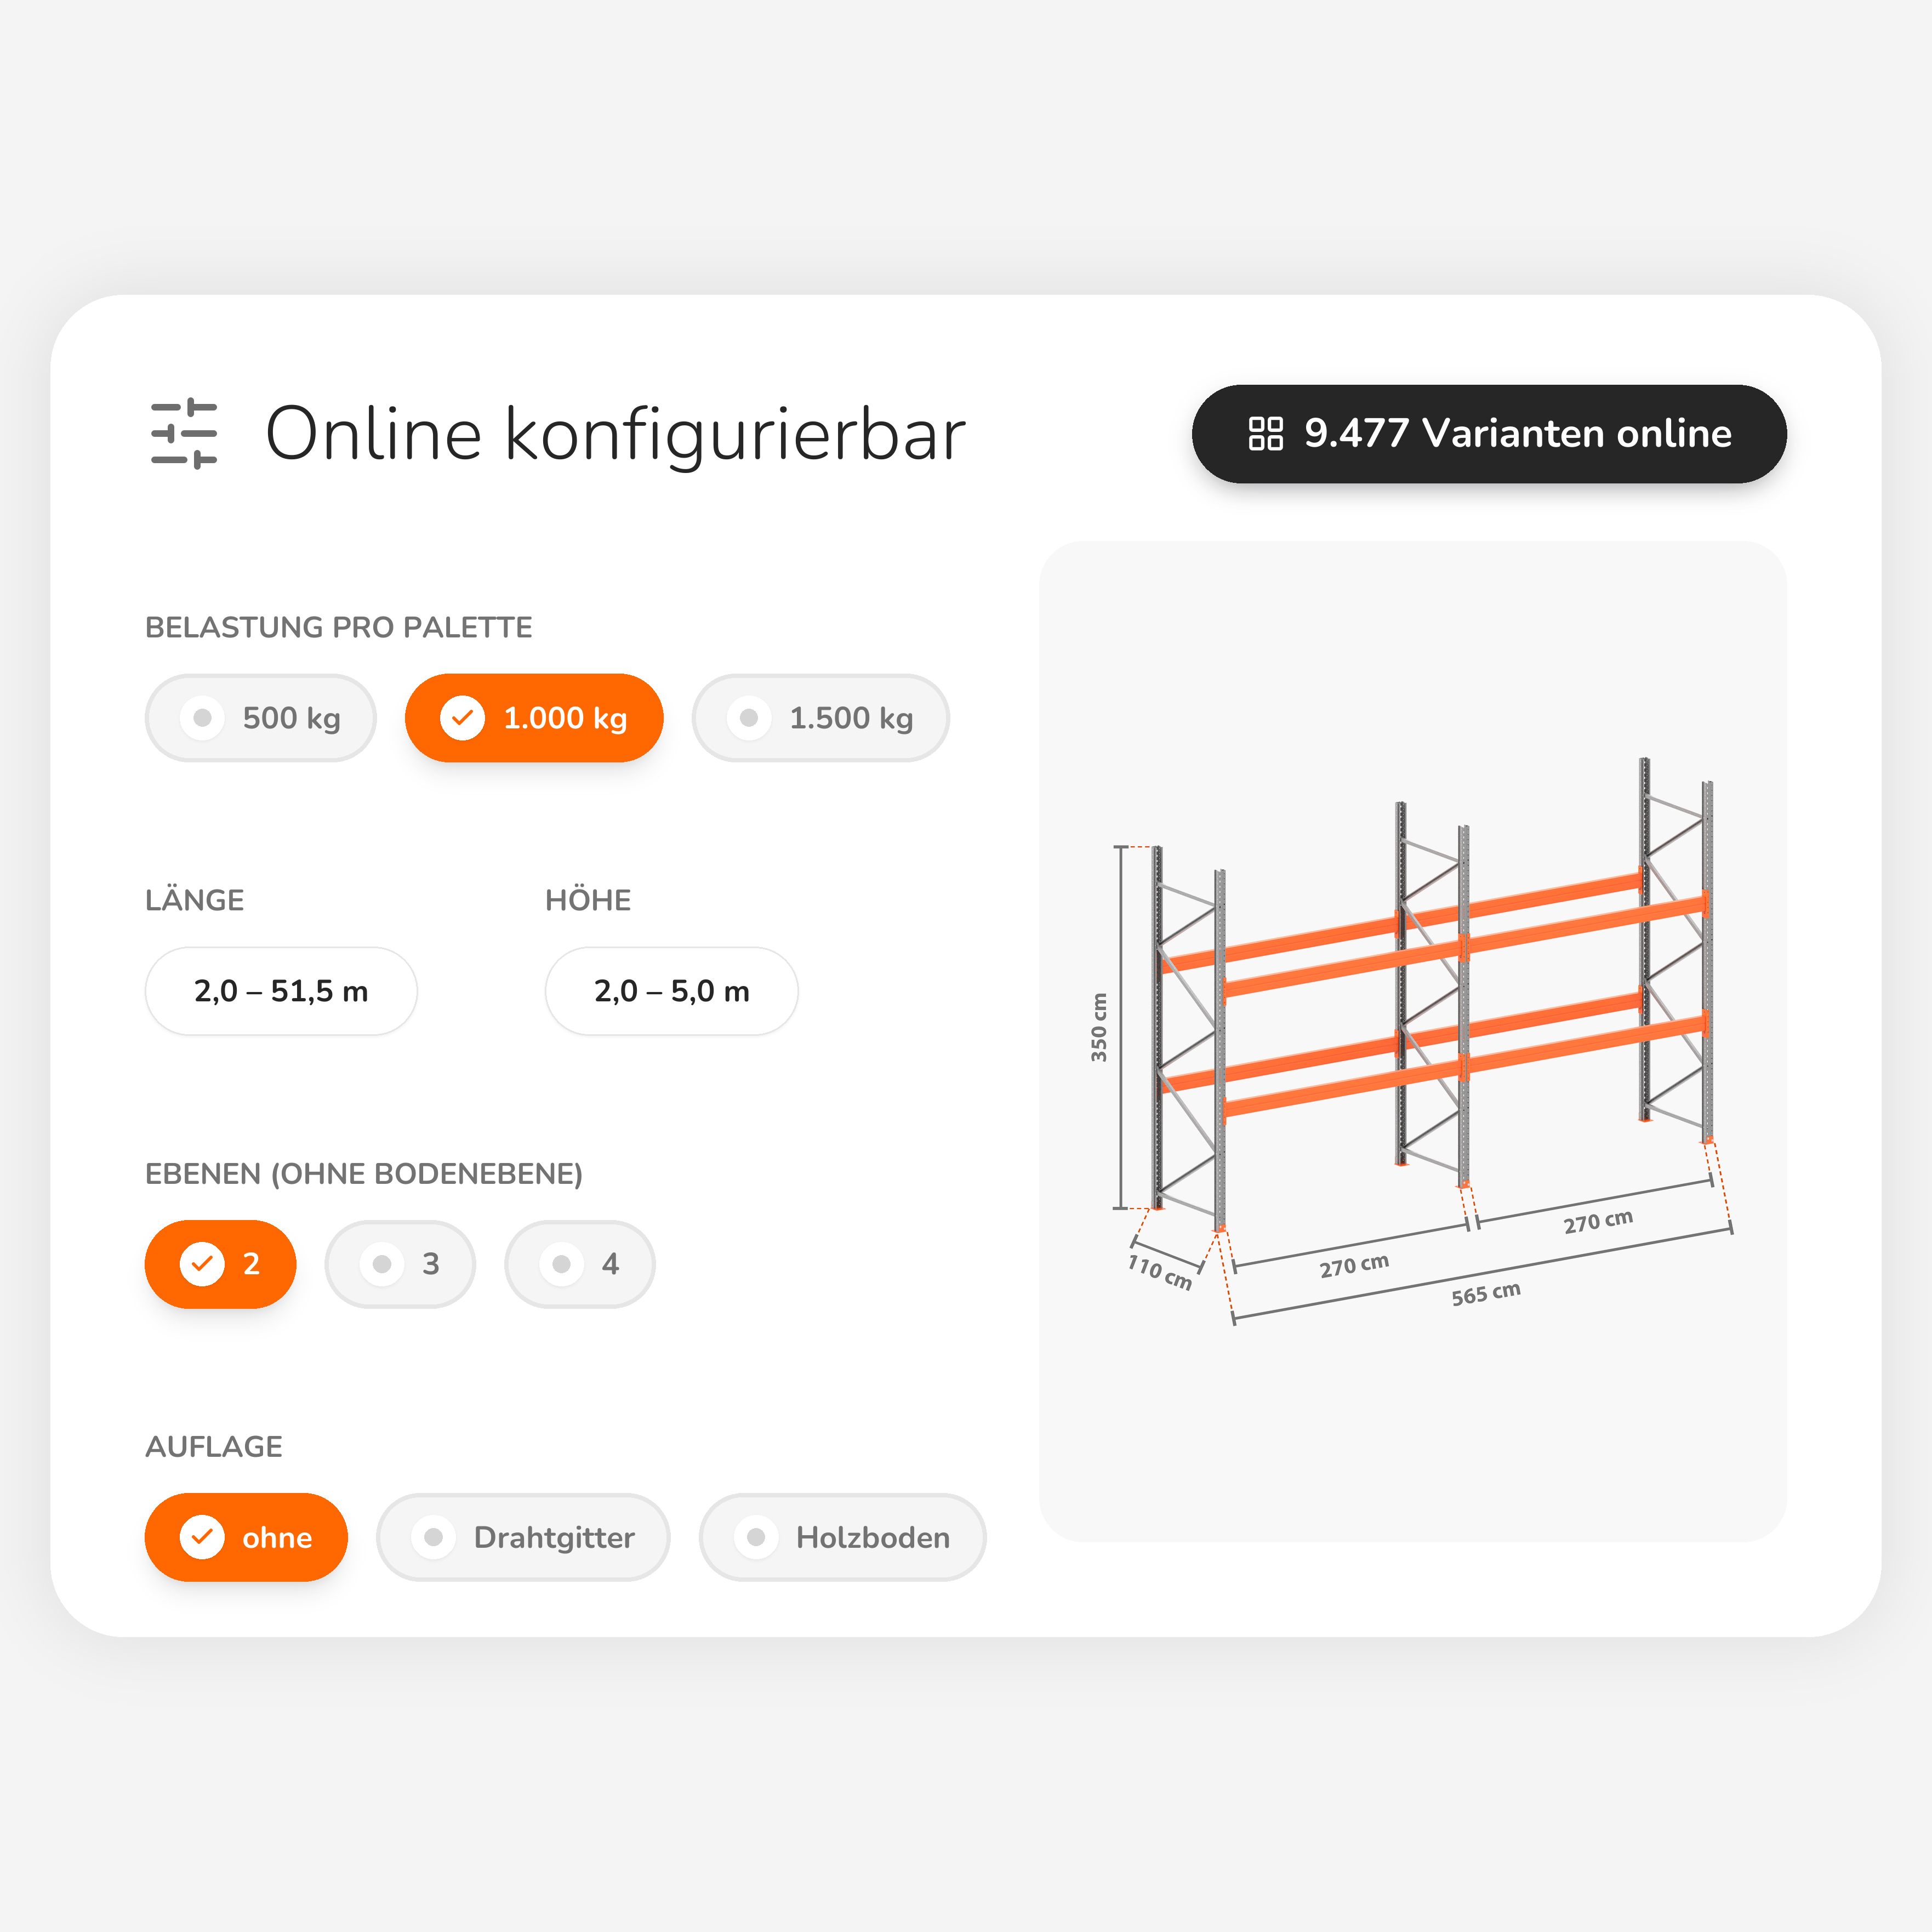 Online konfigurierbar
9.477 Varianten online
BELASTUNG PRO PALETTE
500 kg
1.000 kg
1.500 kg
LÄNGE
HÖHE
2,0 – 51,5 m
2,0 – 5,0 m
EBENEN (OHNE BODENEBENE)
2
3
4
AUFLAGE
ohne
Drahtgitter
Holzboden
350 cm
110 cm
270 cm
270 cm
565 cm